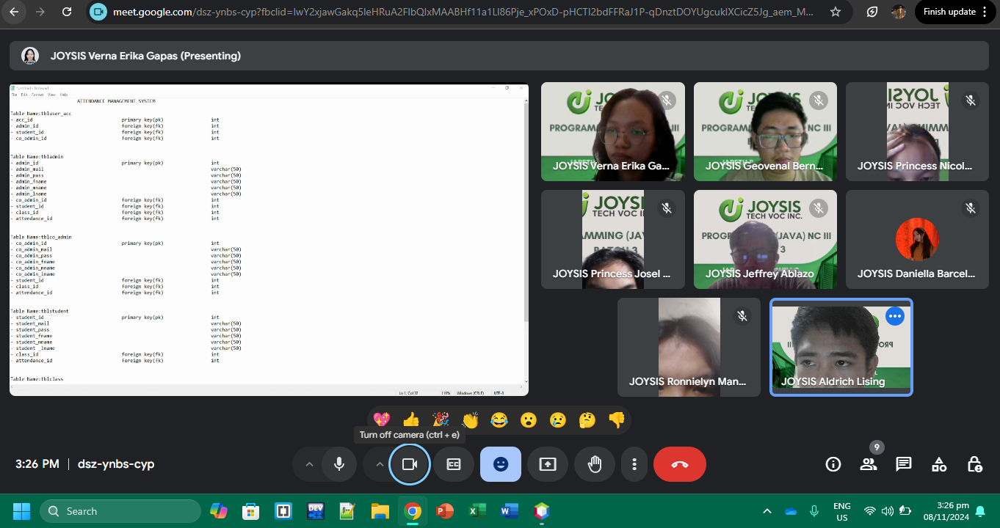 meet.google.com/dsz-ynbs-cyp?fbclid=IwY2xjawGakq5leHRuA2FlbQIxMAABHf11a1Ll86Pje_xPOxD-pHCTI2bdFFRaJ1P-qDnztDOYUgcukIXCicZ5Jg_aem_M...
Finish update
JOYSIS Verna Erika Gapas (Presenting)
*Untitled - Notepad
File Edit Format View Help
ATTENDANCE MANAGEMENT SYSTEM
Table Name:tbluser_acc
- acc_id primary key(pk) int
- admin_id foreign key(fk) int
- student_id foreign key(fk) int
- co_admin_id foreign key(fk) int
Table Name:tbladmin
- admin_id primary key(pk) int
- admin_mail varchar(50)
- admin_pass varchar(50)
- admin_fname varchar(50)
- admin_mname varchar(50)
- admin_lname varchar(50)
- co_admin_id foreign key(fk) int
- student_id foreign key(fk) int
- class_id foreign key(fk) int
- attendance_id foreign key(fk) int
Table Name:tblco_admin
- co_admin_id primary key(pk) int
- co_admin_mail varchar(50)
- co_admin_pass varchar(50)
- co_admin_fname varchar(50)
- co_admin_mname varchar(50)
- co_admin_lname varchar(50)
- student_id foreign key(fk) int
- class_id foreign key(fk) int
- attendance_id foreign key(fk) int
Table Name:tblstudent
- student_id primary key(pk) int
- student_mail varchar(50)
- student_pass varchar(50)
- student_fname varchar(50)
- student_mname varchar(50)
- student _lname varchar(50)
- class_id foreign key(fk) int
- attendance_id foreign key(fk) int
Table Name:tblclass
Ln 1, Col 32 110% Windows (CRLF) UTF-8
JOYSIS Verna Erika Ga...
JOYSIS Geovenal Bern...
JOYSIS Princess Nicol...
JOYSIS
TECH VOC INC.
JOYSIS Princess Josel ...
JOYSIS Jeffrey Ablazo
JOYSIS Daniella Barcel...
JOYSIS Ronnielyn Man...
JOYSIS Aldrich Lising
Turn off camera (ctrl + e)
3:26 PM | dsz-ynbs-cyp
CC
9
Search
DEV
ENG
US
3:26 pm
08/11/2024